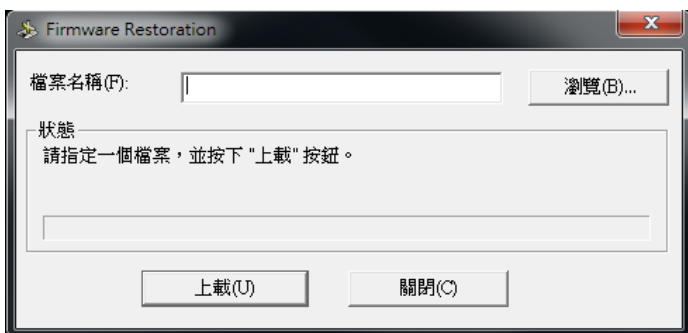 Firmware Restoration
檔案名稱(F):
瀏覽(B)...
狀態
請指定一個檔案，並按下 "上載" 按鈕。
上載(U)
關閉(C)